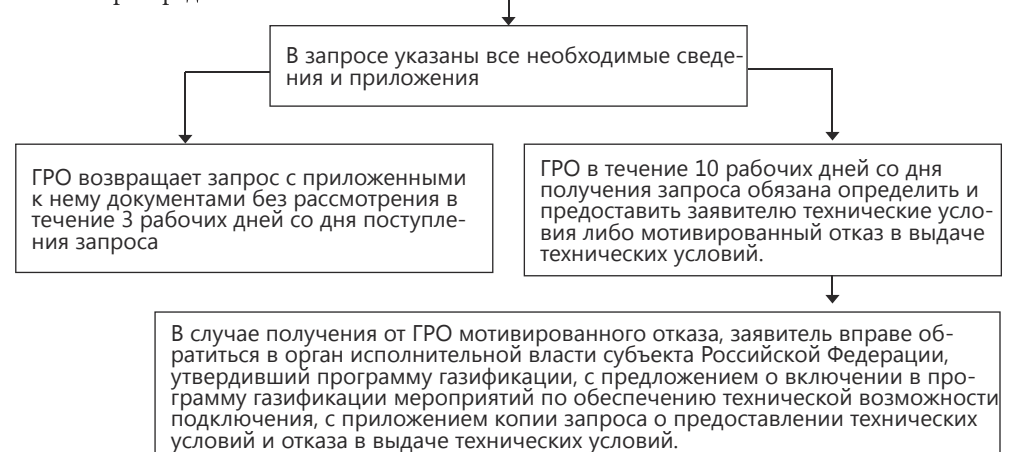 В запросе указаны все необходимые сведе-
ния и приложения
ГРО возвращает запрос с приложенными
к нему документами без рассмотрения в
течение 3 рабочих дней со дня поступле-
ния запроса
ГРО в течение 10 рабочих дней со дня
получения запроса обязана определить и
предоставить заявителю технические усло-
вия либо мотивированный отказ в выдаче
технических условий.
В случае получения от ГРО мотивированного отказа, заявитель вправе об-
ратиться в орган исполнительной власти субъекта Российской Федерации,
утвердивший программу газификации, с предложением о включении в про-
грамму газификации мероприятий по обеспечению технической возможности
подключения, с приложением копии запроса о предоставлении технических
условий и отказа в выдаче технических условий.